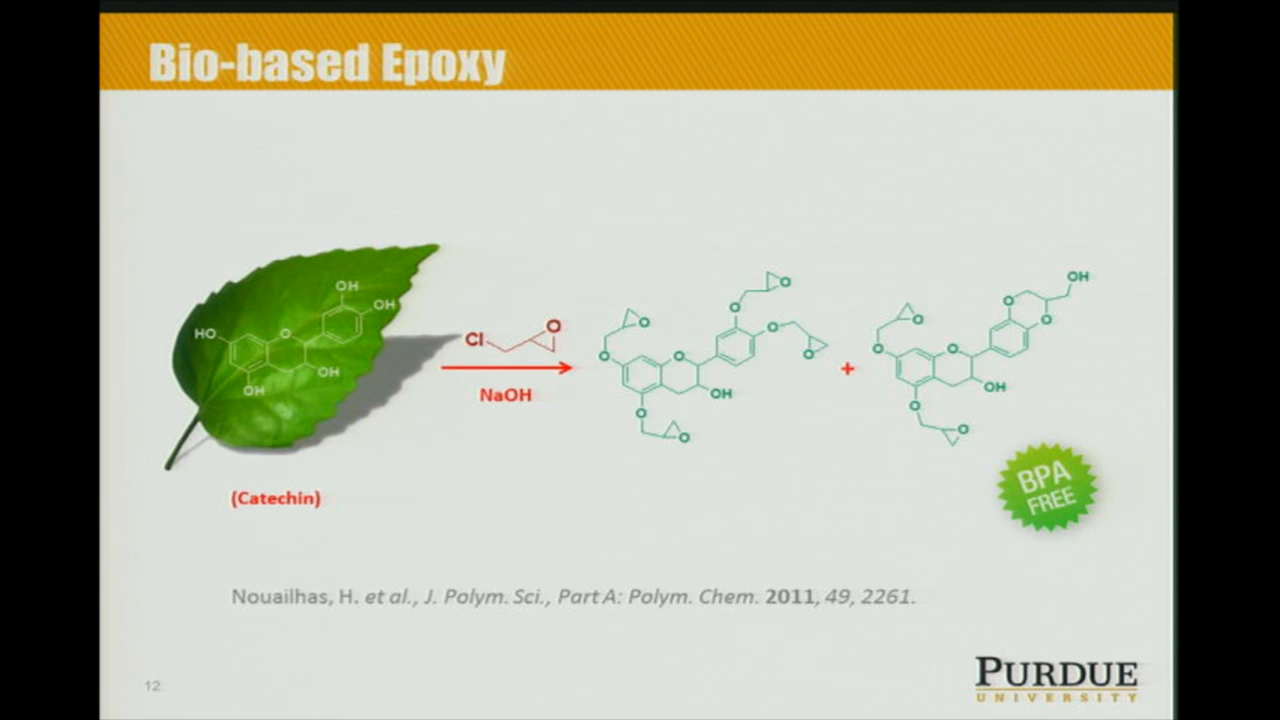 Bio-based Epoxy
OH
OH
HO
O
OH
OH
Cl
O
NaOH
(Catechin)
O
O
O
O
O
O
O
O
O
OH
+
OH
O
O
O
O
O
OH
O
O
BPA
FREE
Nouailhas, H. et al., J. Polym. Sci., Part A: Polym. Chem. 2011, 49, 2261.
12
PURDUE
UNIVERSITY